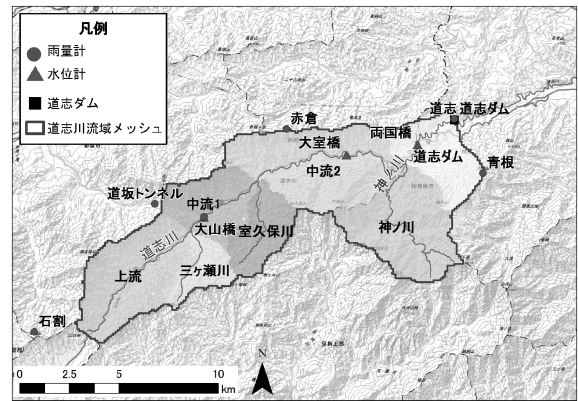 凡例
雨量計
水位計
道志ダム
道志川流域メッシュ
赤倉
道志 道志ダム
両国橋
大室橋
道志ダム
青根
中流2
神ノ川
道坂トンネル
中流1
大山橋
室久保川
神ノ川
道志川
三ヶ瀬川
上流
石割
N
0 2.5 5 10
km